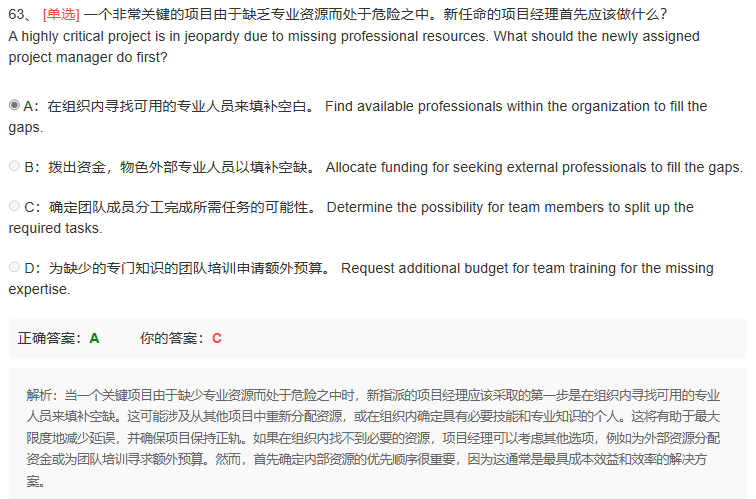 63、 [单选] 一个非常关键的项目由于缺乏专业资源而处于危险之中。新任命的项目经理首先应该做什么？
A highly critical project is in jeopardy due to missing professional resources. What should the newly assigned
project manager do first?
A：在组织内寻找可用的专业人员来填补空白。 Find available professionals within the organization to fill the
gaps.
B：拨出资金，物色外部专业人员以填补空缺。 Allocate funding for seeking external professionals to fill the gaps.
C：确定团队成员分工完成所需任务的可能性。 Determine the possibility for team members to split up the
required tasks.
D：为缺少的专门知识的团队培训申请额外预算。 Request additional budget for team training for the missing
expertise.
正确答案：A 你的答案：C
解析：当一个关键项目由于缺少专业资源而处于危险之中时，新指派的项目经理应该采取的第一步是在组织内寻找可用的专业
人员来填补空缺。这可能涉及从其他项目中重新分配资源，或在组织内确定具有必要技能和专业知识的个人。这将有助于最大
限度地减少延误，并确保项目保持正轨。如果在组织内找不到必要的资源，项目经理可以考虑其他选项，例如为外部资源分配
资金或为团队培训寻求额外预算。然而，首先确定内部资源的优先顺序很重要，因为这通常是最具成本效益和效率的解决方
案。